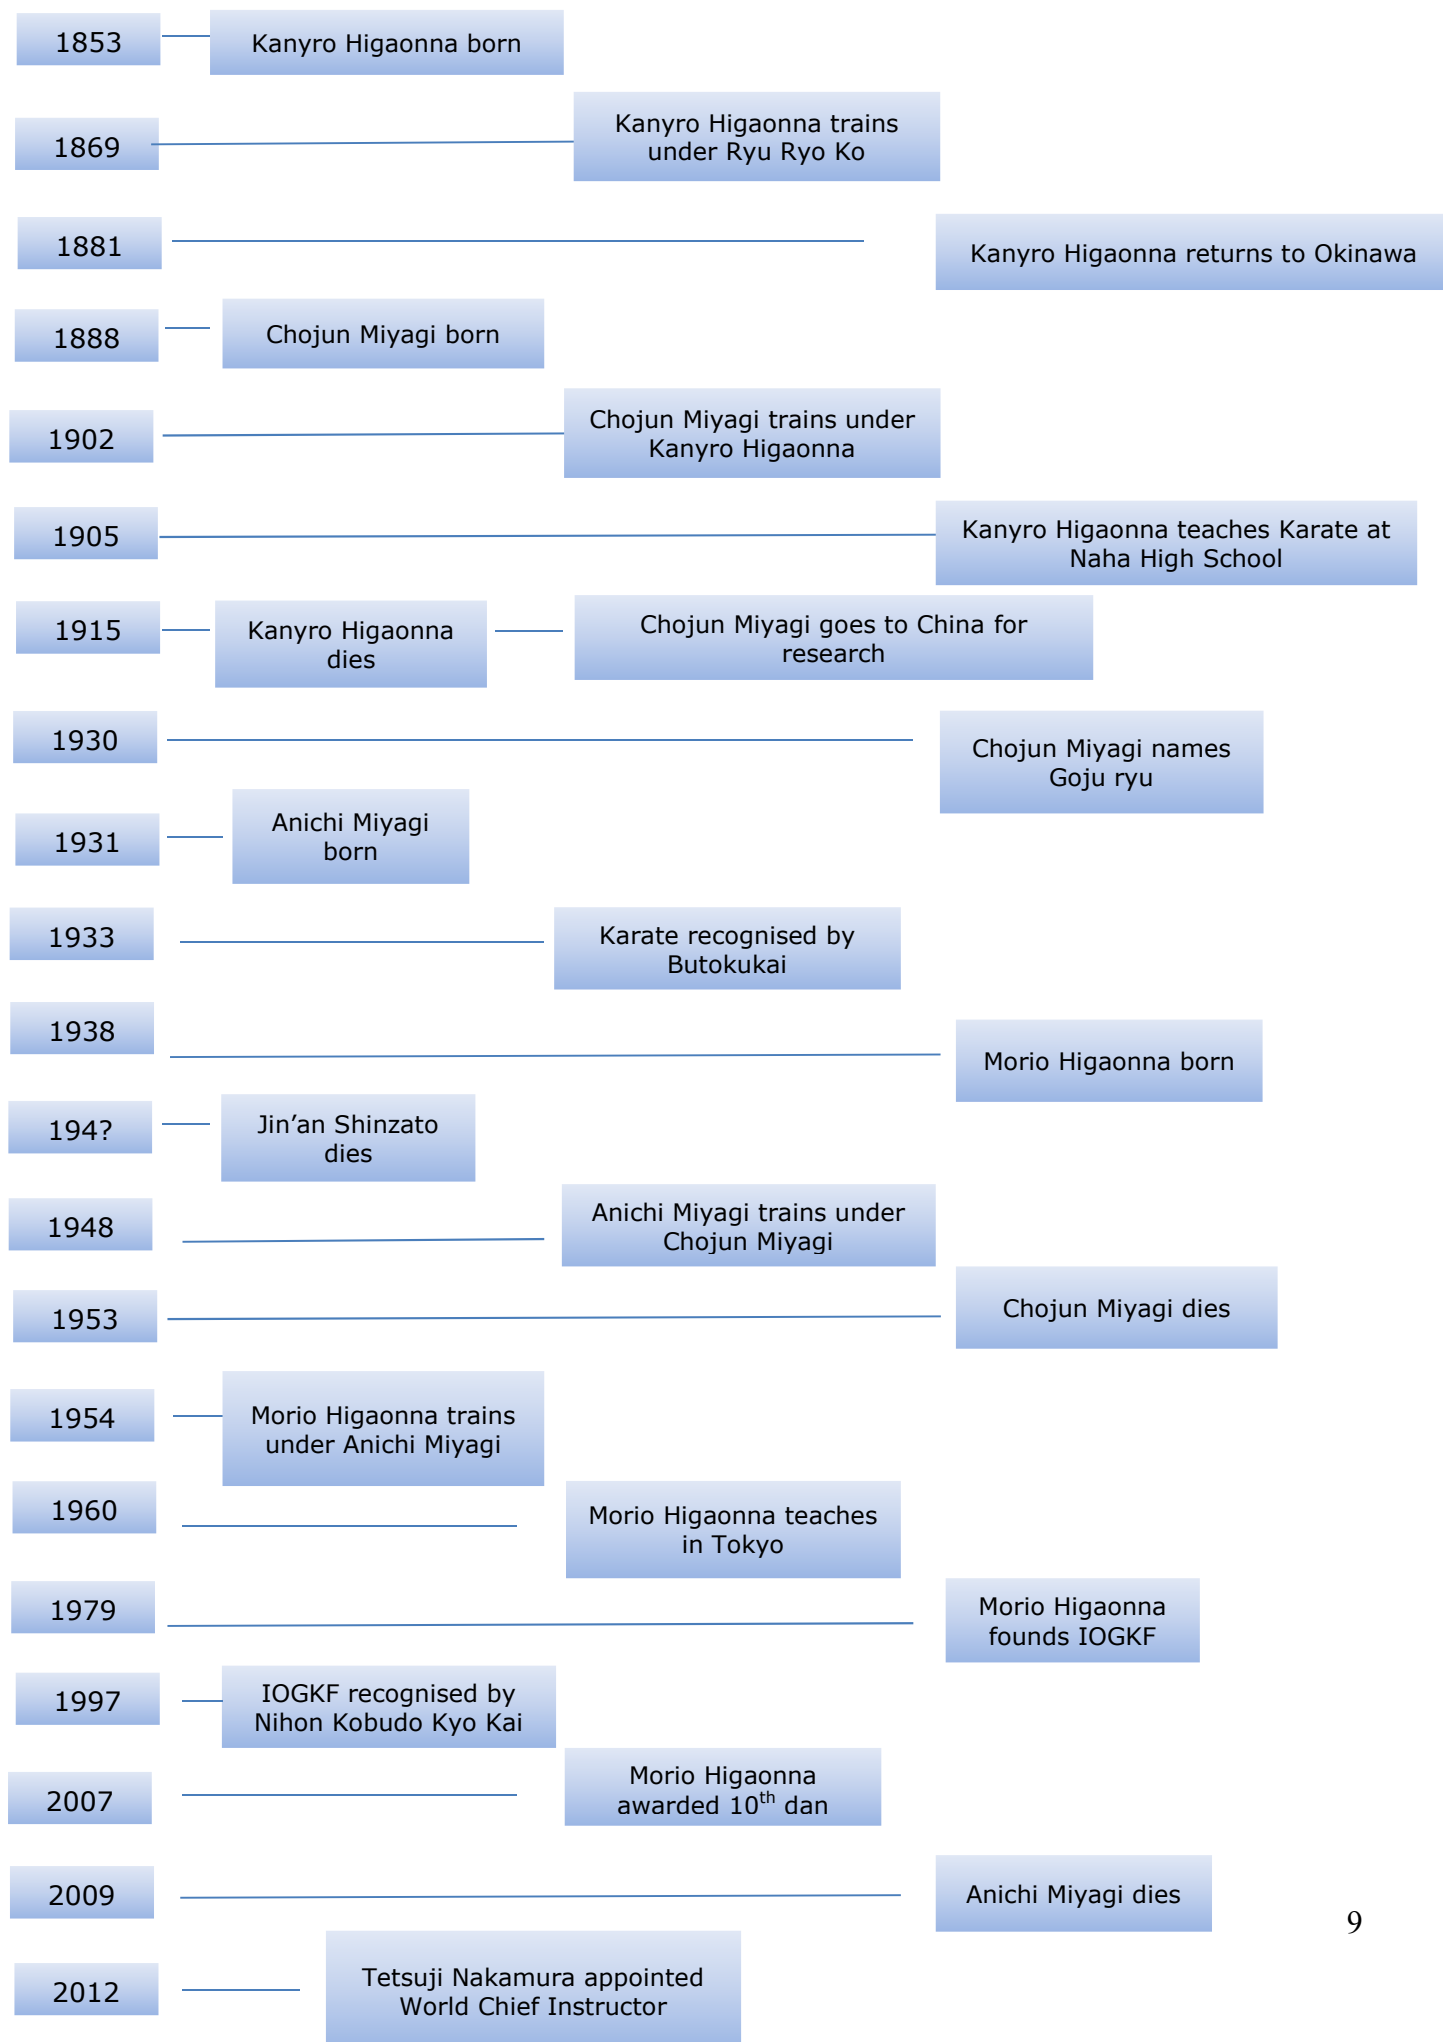 1853
Kanyro Higaonna born
1869
Kanyro Higaonna trains
under Ryu Ryo Ko
1881
Kanyro Higaonna returns to Okinawa
1888
Chojun Miyagi born
1902
Chojun Miyagi trains under
Kanyro Higaonna
1905
Kanyro Higaonna teaches Karate at
Naha High School
1915
Kanyro Higaonna
dies
Chojun Miyagi goes to China for
research
1930
Chojun Miyagi names
Goju ryu
1931
Anichi Miyagi
born
1933
Karate recognised by
Butokukai
1938
Morio Higaonna born
194?
Jin’an Shinzato
dies
1948
Anichi Miyagi trains under
Chojun Miyagi
1953
Chojun Miyagi dies
1954
Morio Higaonna trains
under Anichi Miyagi
1960
Morio Higaonna teaches
in Tokyo
1979
Morio Higaonna
founds IOGKF
1997
IOGKF recognised by
Nihon Kobudo Kyo Kai
2007
Morio Higaonna
awarded 10th dan
2009
Anichi Miyagi dies
9
2012
Tetsuji Nakamura appointed
World Chief Instructor